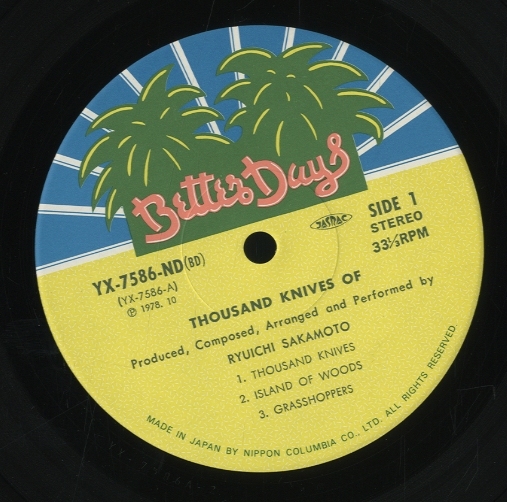 Better Days
JASRAC
SIDE 1
STEREO
33⅓RPM
YX-7586-ND(BD)
(YX-7586-A)
Ⓟ 1978. 10
THOUSAND KNIVES OF
Produced, Composed, Arranged and Performed by
RYUICHI SAKAMOTO
1. THOUSAND KNIVES
2. ISLAND OF WOODS
3. GRASSHOPPERS
MADE IN JAPAN BY NIPPON COLUMBIA CO., LTD. ALL RIGHTS RESERVED